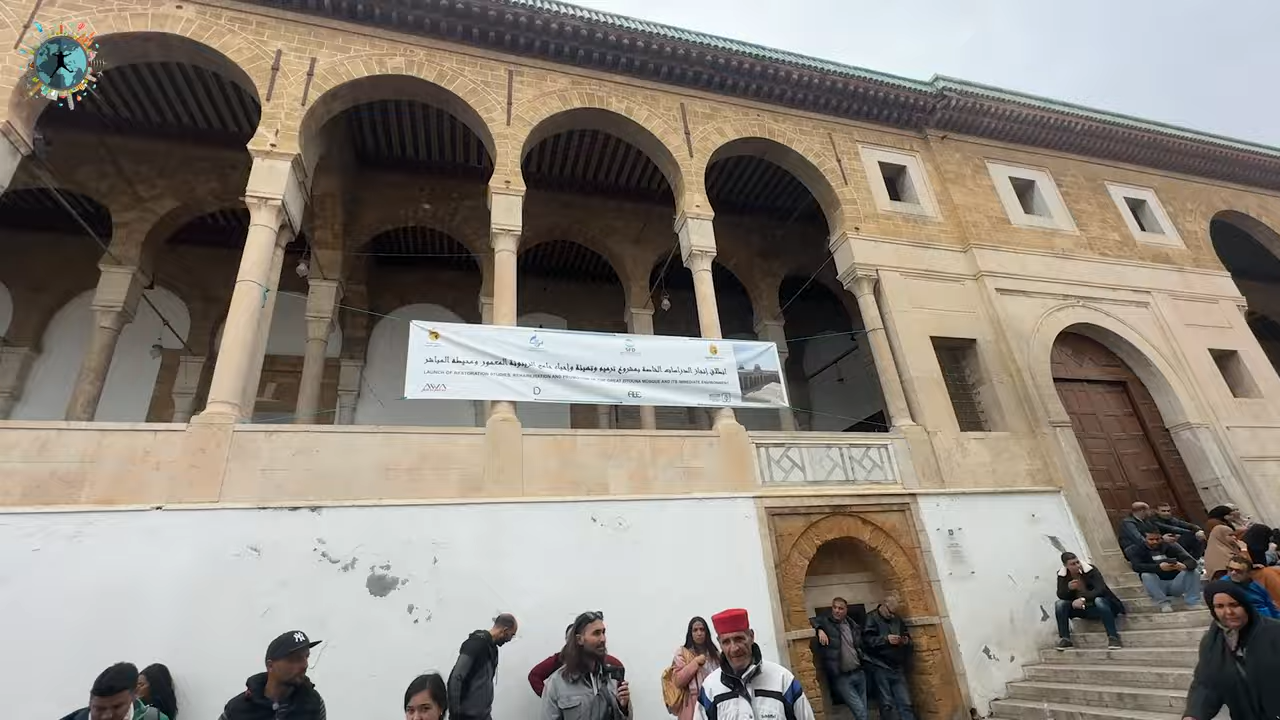 انطلاق إنجاز الدراسات الخاصة بمشروع ترميم وتهيئة وإحياء جامع الزيتونة المعمور ومحيطه المباشر
LAUNCH OF RESTORATION STUDIES, REHABILITATION AND PROMOTION OF THE GREAT ZITOUNA MOSQUE AND ITS IMMEDIATE ENVIRONMENT
NY